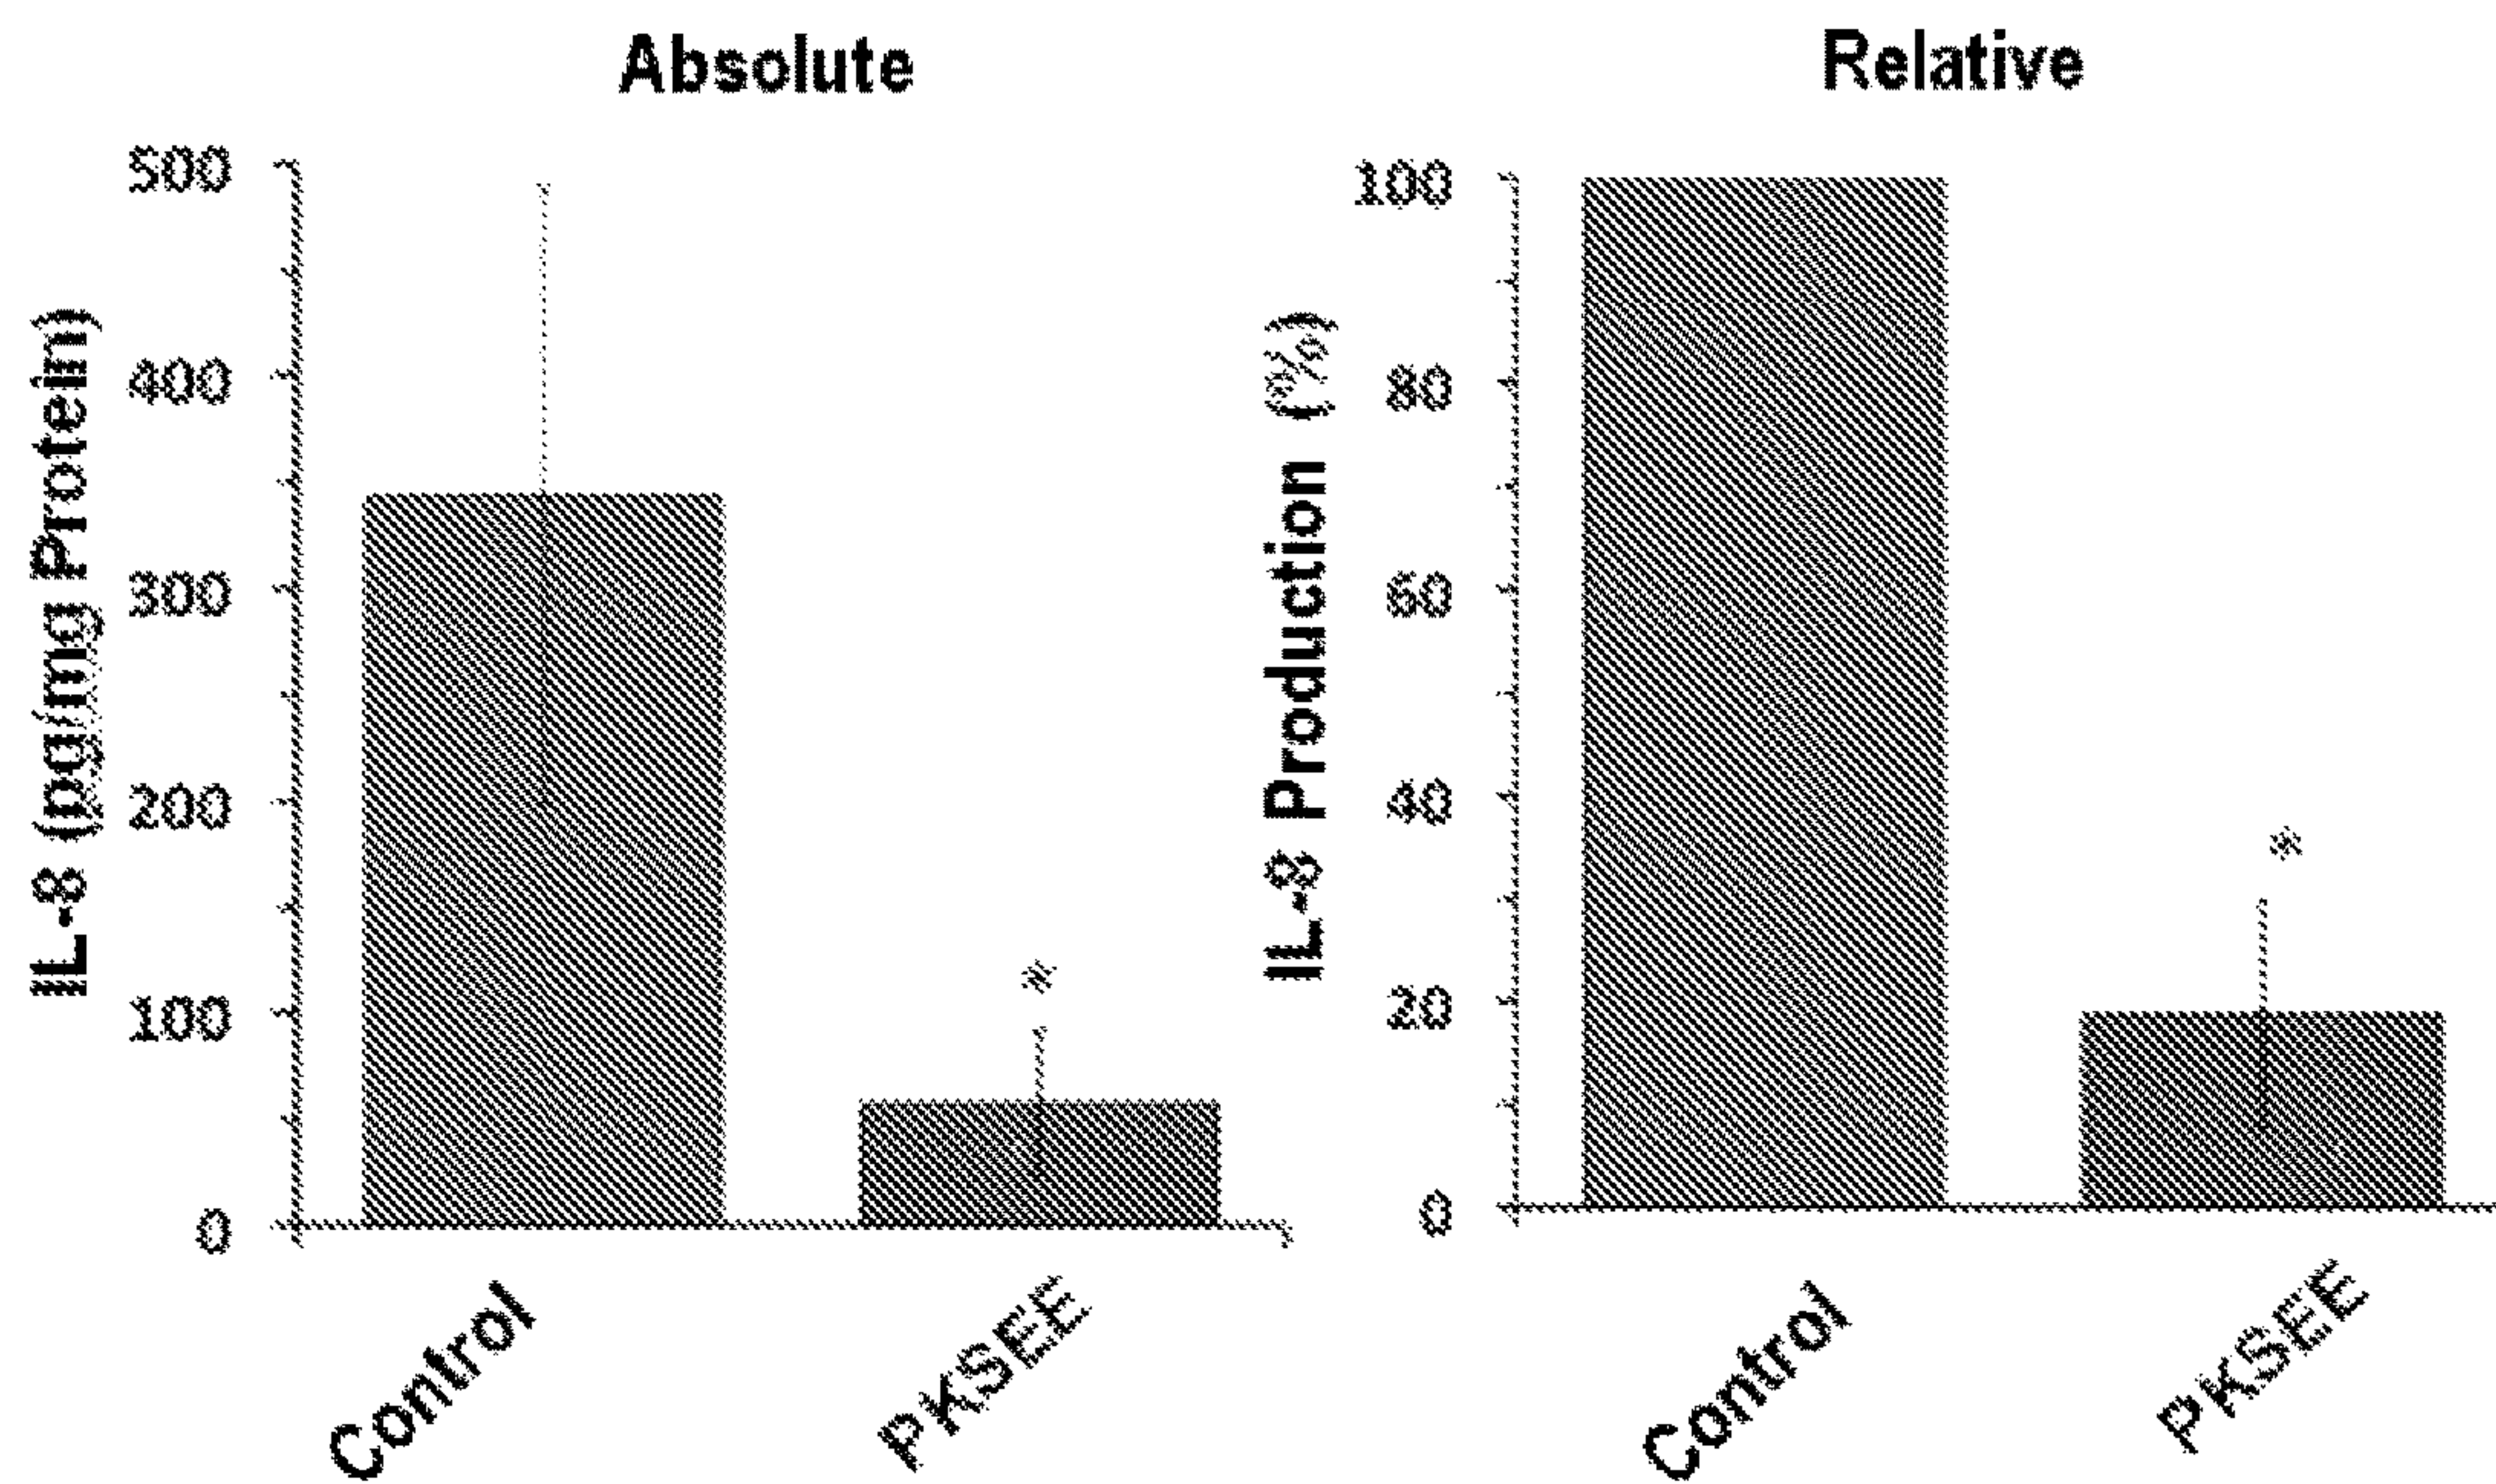 Absolute
IL-8 (pg/mg Protein)
500
400
300
200
100
0
*
Control
PKSEE
Relative
IL-8 Production (%)
100
80
60
40
20
0
*
Control
PKSEE